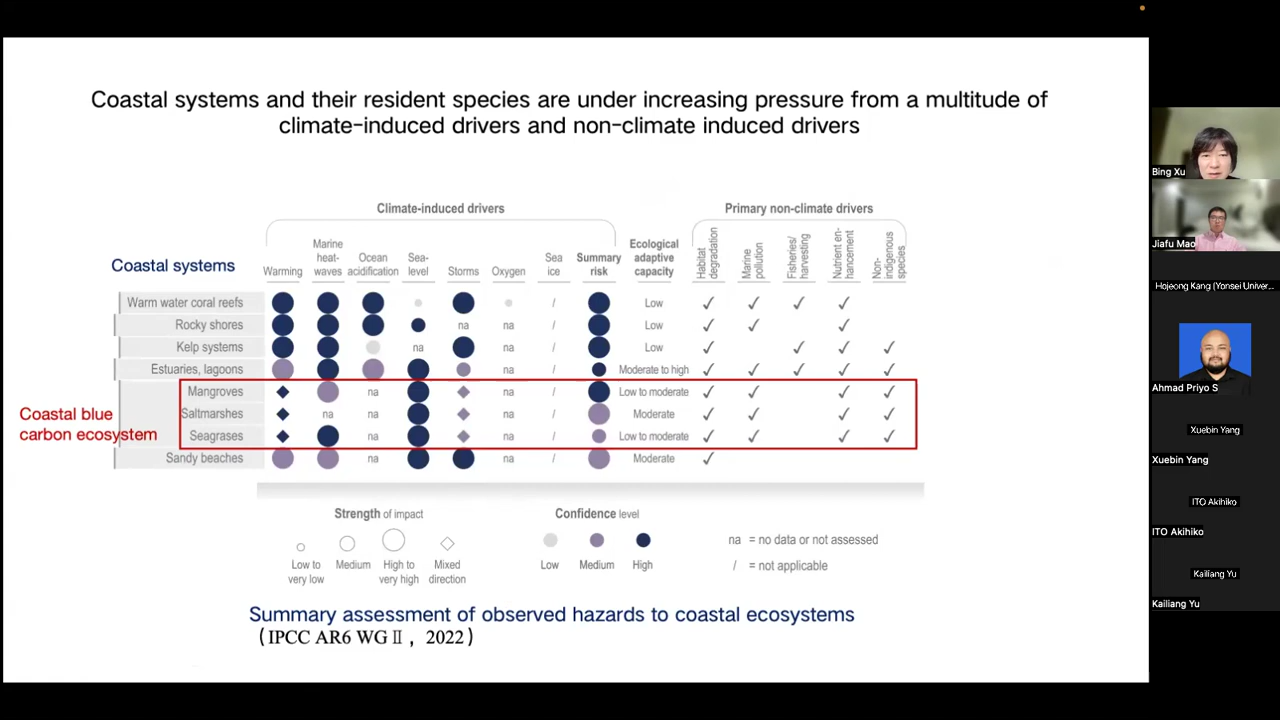 Coastal systems and their resident species are under increasing pressure from a multitude of
climate-induced drivers and non-climate induced drivers
Climate-induced drivers
Primary non-climate drivers
Coastal systems
Warming
Marine
heat-
waves
Ocean
acidification
Sea-
level
Storms
Oxygen
Sea
ice
Summary
risk
Ecological
adaptive
capacity
Habitat
degradation
Marine
pollution
Fisheries/
harvesting
Nutrient en-
hancement
Non-
indigenous
species
Warm water coral reefs / Low ✓ ✓ ✓ ✓
Rocky shores na na / Low ✓ ✓ ✓
Kelp systems na na / Low ✓ ✓ ✓ ✓
Estuaries, lagoons na / Moderate to high ✓ ✓ ✓ ✓ ✓
Mangroves na na / Low to moderate ✓ ✓ ✓ ✓
Saltmarshes na na na / Moderate ✓ ✓ ✓ ✓
Seagrases na na / Low to moderate ✓ ✓ ✓ ✓
Sandy beaches na na / Moderate ✓
Coastal blue
carbon ecosystem
Strength of impact
Low to
very low
Medium
High to
very high
Mixed
direction
Confidence level
Low
Medium
High
na = no data or not assessed
/ = not applicable
Summary assessment of observed hazards to coastal ecosystems
(IPCC AR6 WGⅡ, 2022)
Bing Xu
Jiafu Mao
Hojeong Kang (Yonsei Univer...
Ahmad Priyo S
Xuebin Yang
Xuebin Yang
ITO Akihiko
ITO Akihiko
Kailiang Yu
Kailiang Yu